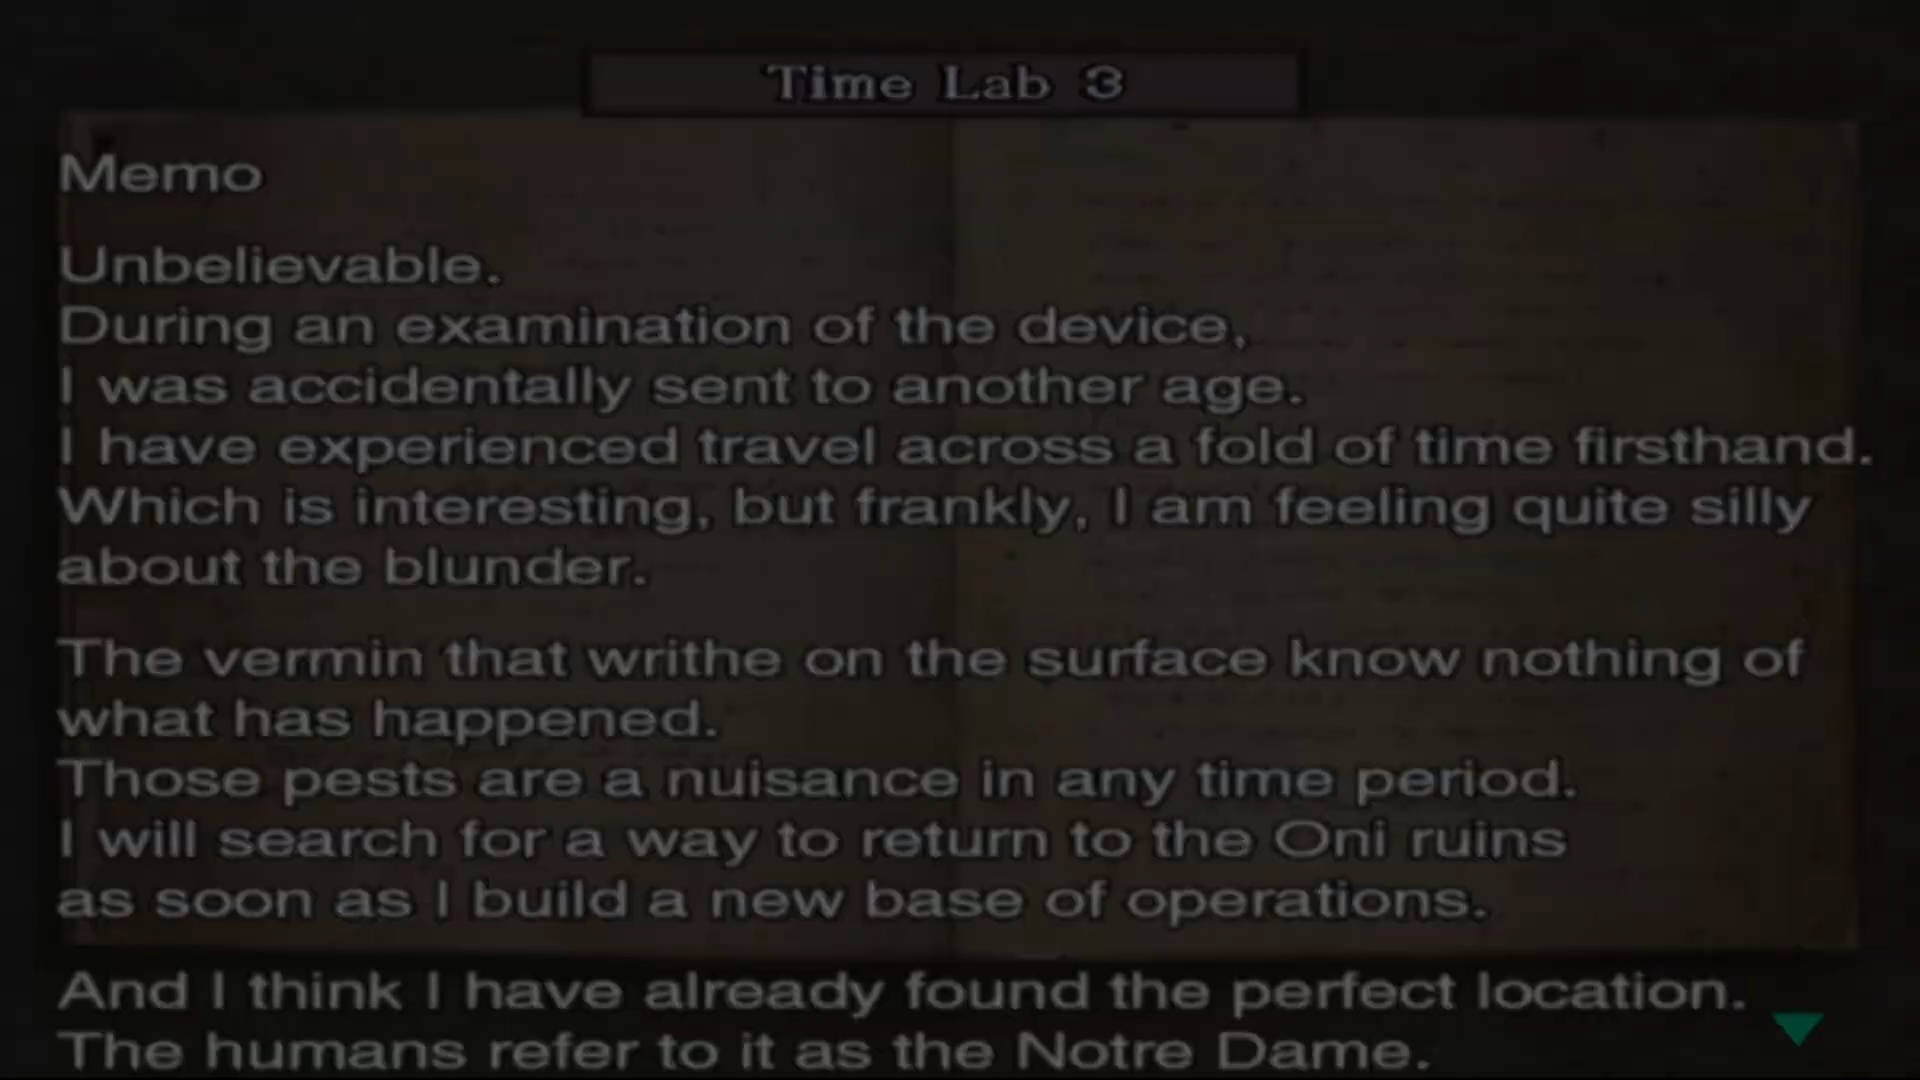 Time Lab 3
Memo
Unbelievable.
During an examination of the device,
I was accidentally sent to another age.
I have experienced travel across a fold of time firsthand.
Which is interesting, but frankly, I am feeling quite silly
about the blunder.
The vermin that writhe on the surface know nothing of
what has happened.
Those pests are a nuisance in any time period.
I will search for a way to return to the Oni ruins
as soon as I build a new base of operations.
And I think I have already found the perfect location.
The humans refer to it as the Notre Dame.